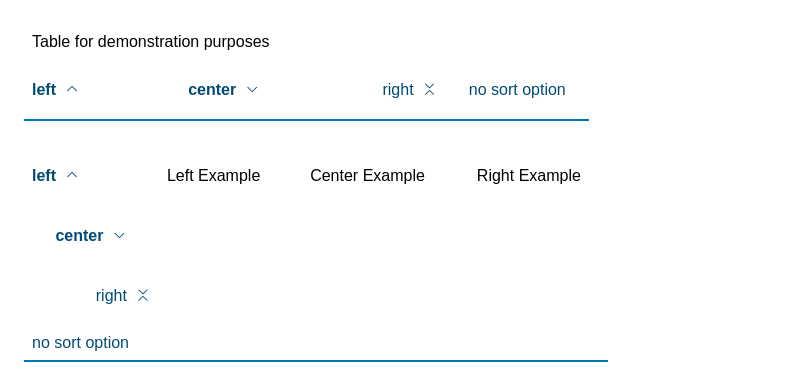 Table for demonstration purposes
left center right no sort option
left Left Example Center Example Right Example
center
right
no sort option